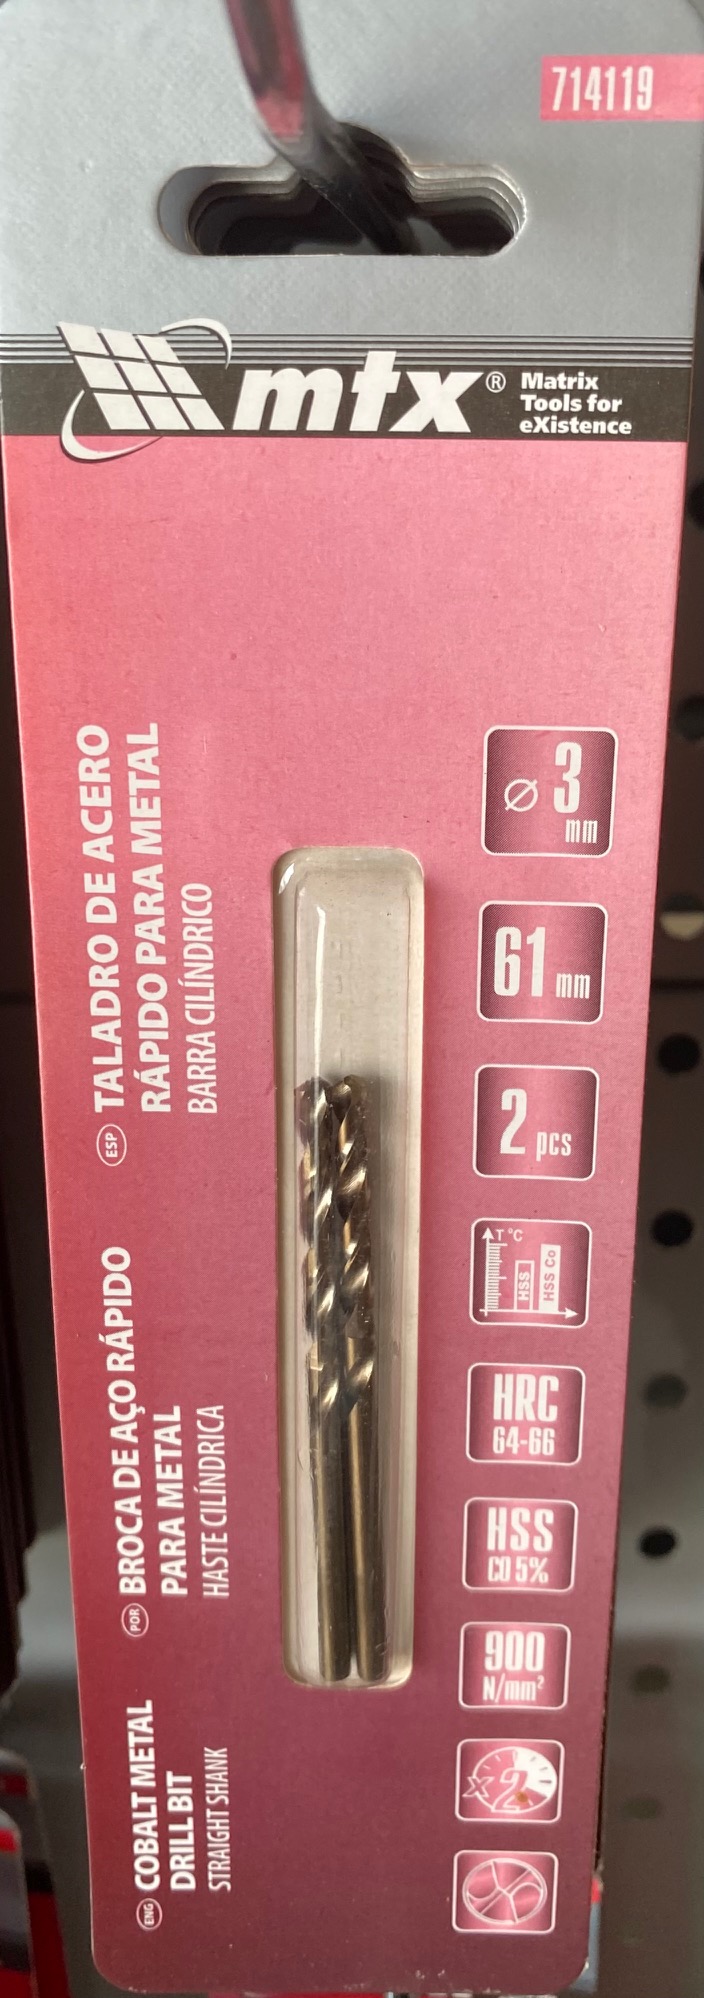 714119
mtx®
Matrix
Tools for
eXistence
ESP TALADRO DE ACERO
RÁPIDO PARA METAL
BARRA CILÍNDRICO
POR BROCA DE AÇO RÁPIDO
PARA METAL
HASTE CILÍNDRICA
ENG COBALT METAL
DRILL BIT
STRAIGHT SHANK
Ø 3
mm
61 mm
2 pcs
T °C
HSS
HSS Co
HRC
64-66
HSS
CO 5%
900
N/mm²
x2